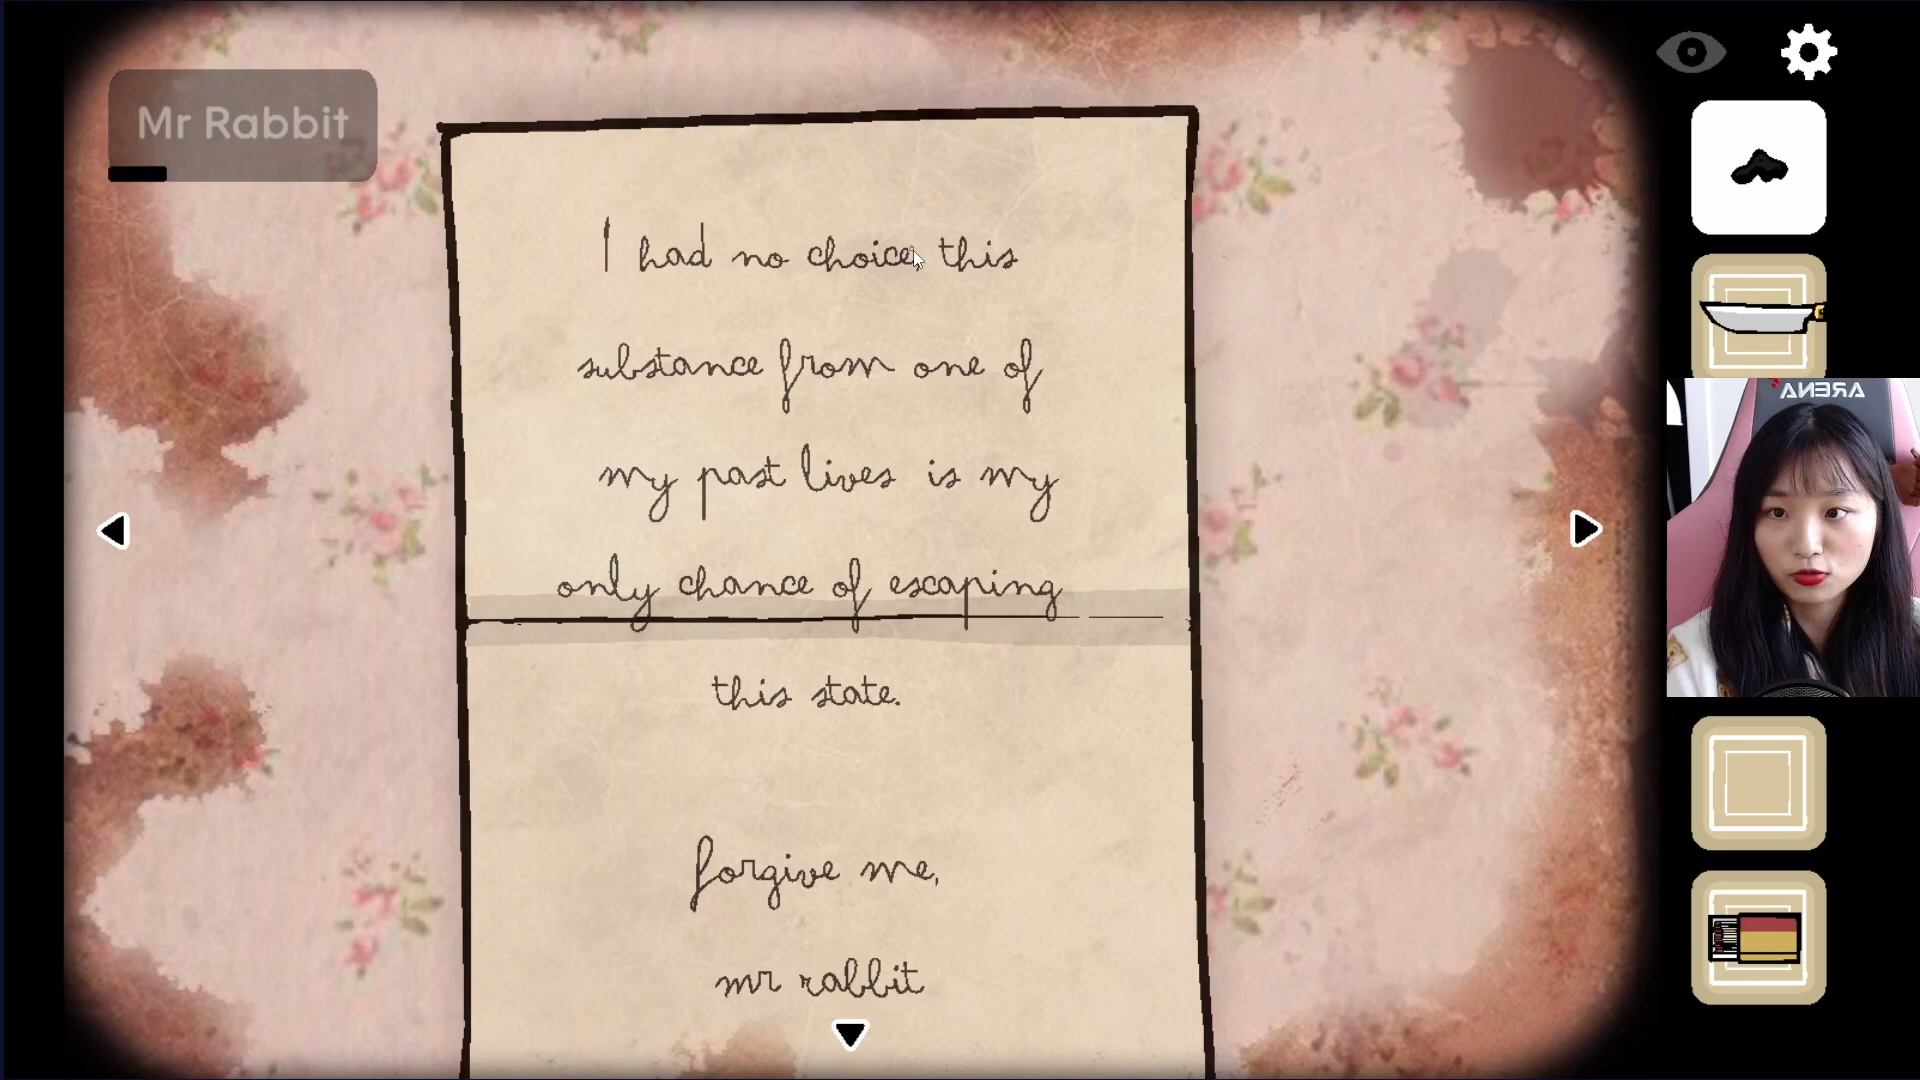 Mr Rabbit
I had no choice, this
substance from one of
my past lives is my
only chance of escaping
this state.
forgive me,
mr rabbit
ARENA